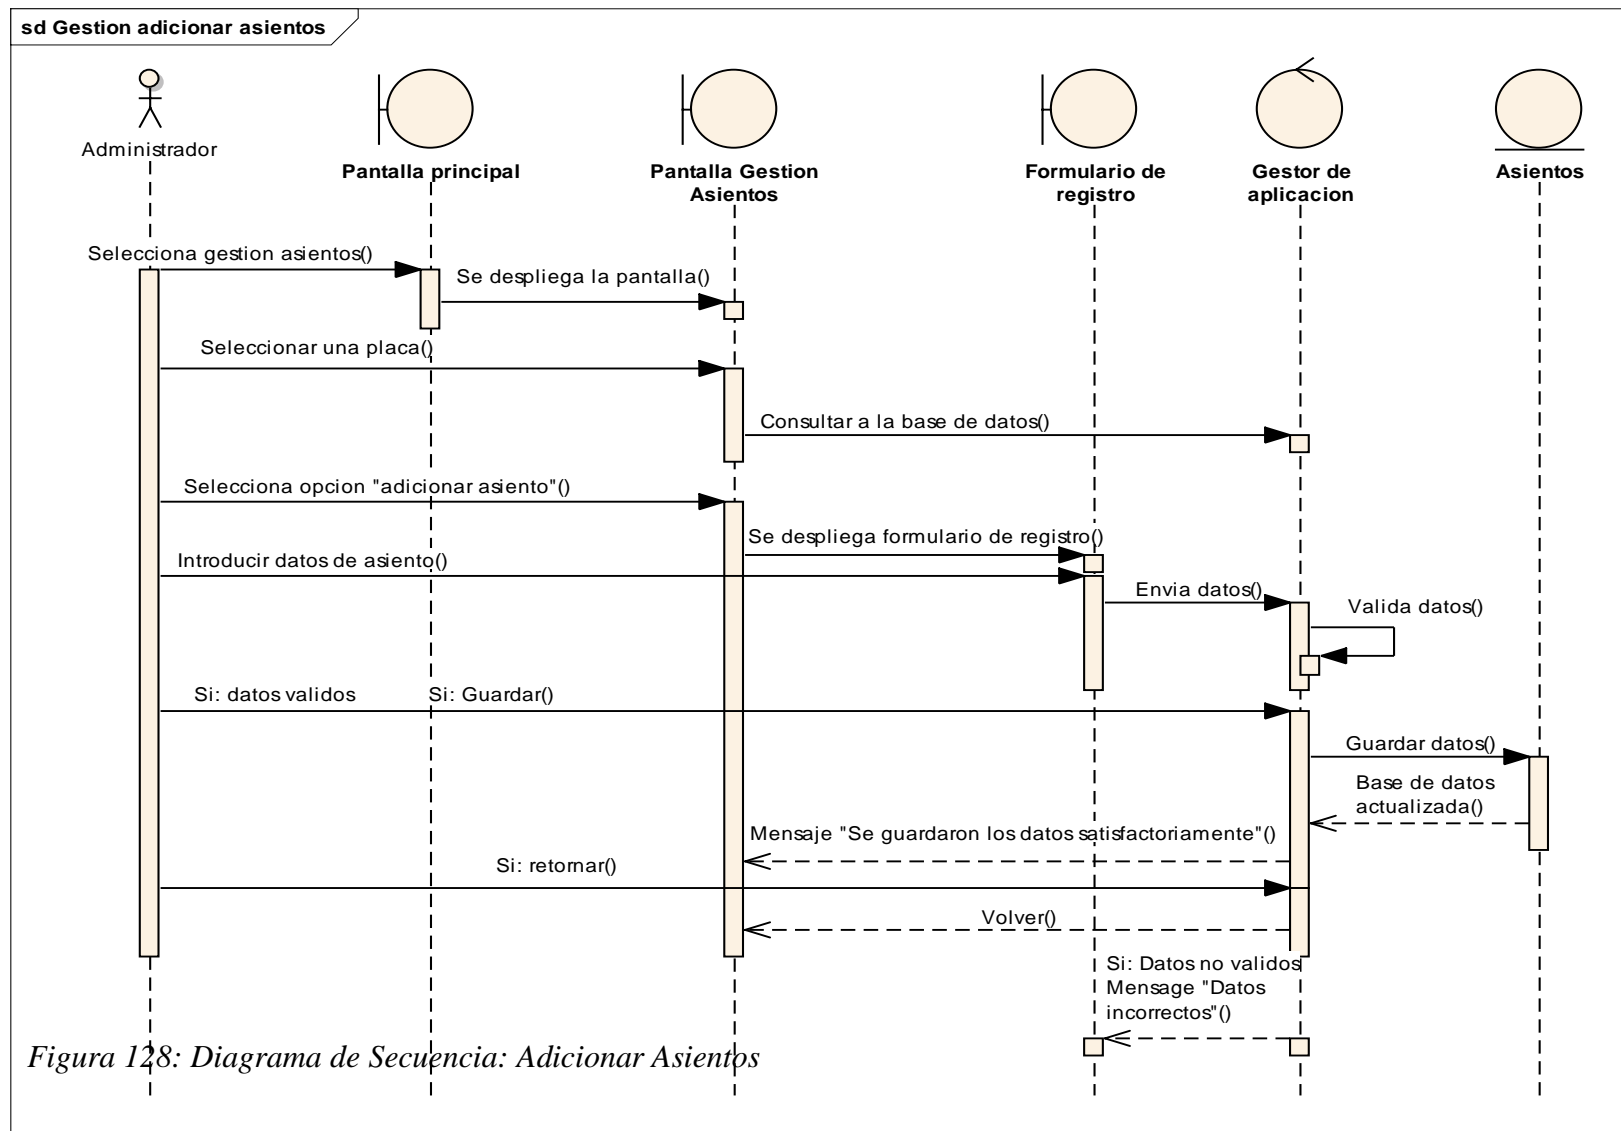 sd Gestion adicionar asientos
Administrador
Pantalla principal
Pantalla Gestion
Asientos
Formulario de
registro
Gestor de
aplicacion
Asientos
Selecciona gestion asientos()
Se despliega la pantalla()
Seleccionar una placa()
Consultar a la base de datos()
Selecciona opcion "adicionar asiento"()
Se despliega formulario de registro()
Introducir datos de asiento()
Envia datos()
Valida datos()
Si: datos validos
Si: Guardar()
Guardar datos()
Base de datos
actualizada()
Mensaje "Se guardaron los datos satisfactoriamente"()
Si: retornar()
Volver()
Si: Datos no validos
Mensage "Datos
incorrectos"()
Figura 128: Diagrama de Secuencia: Adicionar Asientos